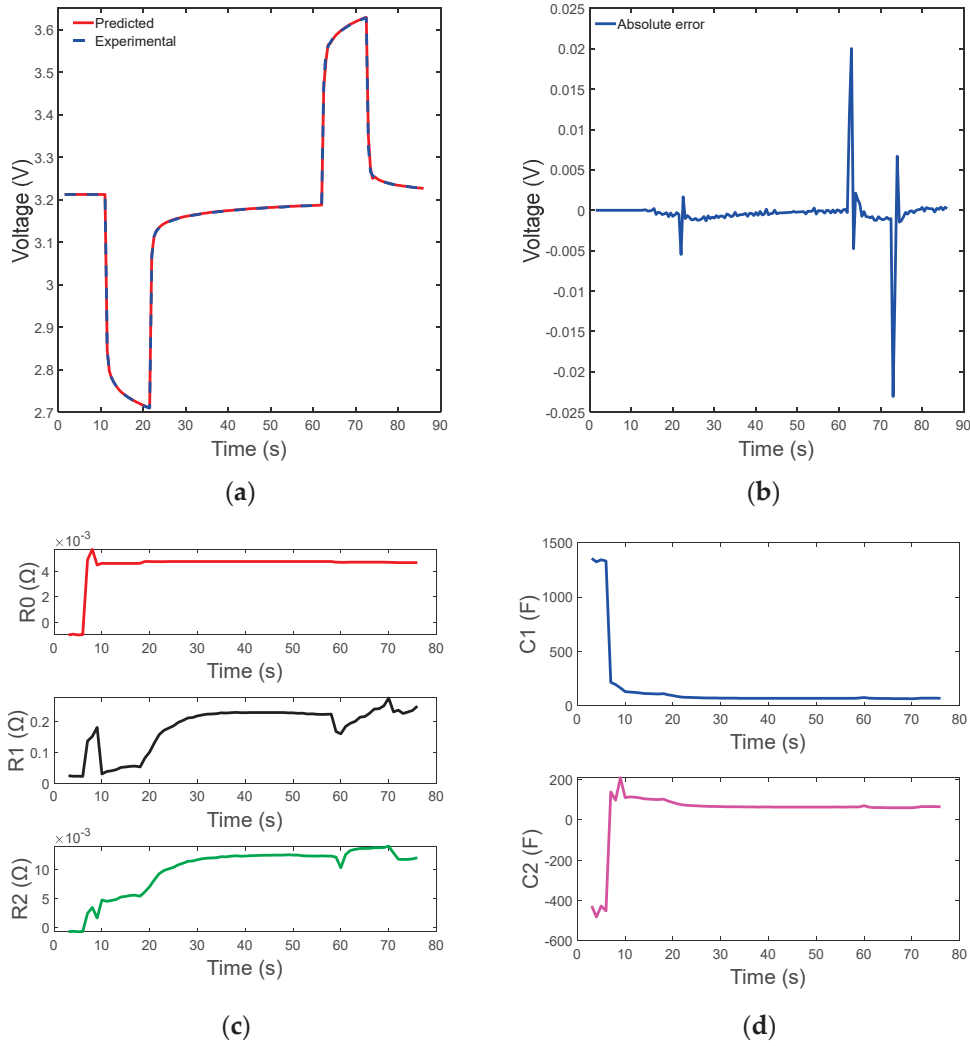 Predicted
Experimental
3.6
3.5
3.4
3.3
3.2
3.1
3
2.9
2.8
2.7
Voltage (V)
0 10 20 30 40 50 60 70 80 90
Time (s)
(a)
Absolute error
0.025
0.02
0.015
0.01
0.005
0
-0.005
-0.01
-0.015
-0.02
-0.025
Voltage (V)
0 10 20 30 40 50 60 70 80 90
Time (s)
(b)
×10⁻³
4
2
0
R0 (Ω)
0 10 20 30 40 50 60 70 80
Time (s)
0.2
0.1
0
R1 (Ω)
0 10 20 30 40 50 60 70 80
Time (s)
×10⁻³
10
5
0
R2 (Ω)
0 10 20 30 40 50 60 70 80
Time (s)
(c)
1500
1000
500
0
C1 (F)
0 10 20 30 40 50 60 70 80
Time (s)
200
0
-200
-400
-600
C2 (F)
0 10 20 30 40 50 60 70 80
Time (s)
(d)